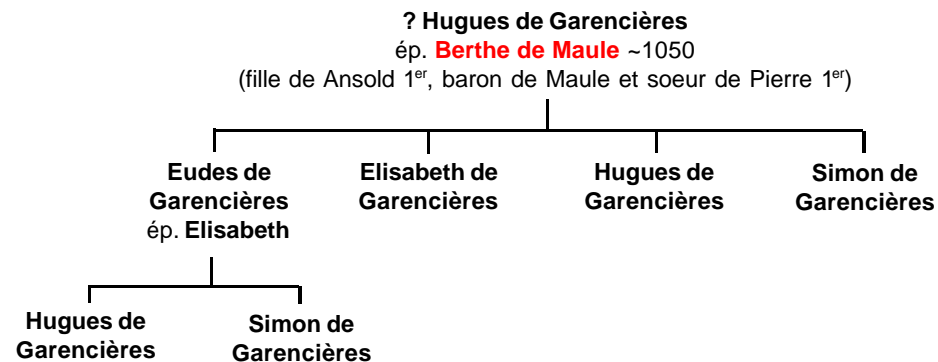 ? Hugues de Garencières
ép. Berthe de Maule ~1050
(fille de Ansold 1er, baron de Maule et soeur de Pierre 1er)
Eudes de
Garencières
ép. Elisabeth
Elisabeth de
Garencières
Hugues de
Garencières
Simon de
Garencières
Hugues de
Garencières
Simon de
Garencières